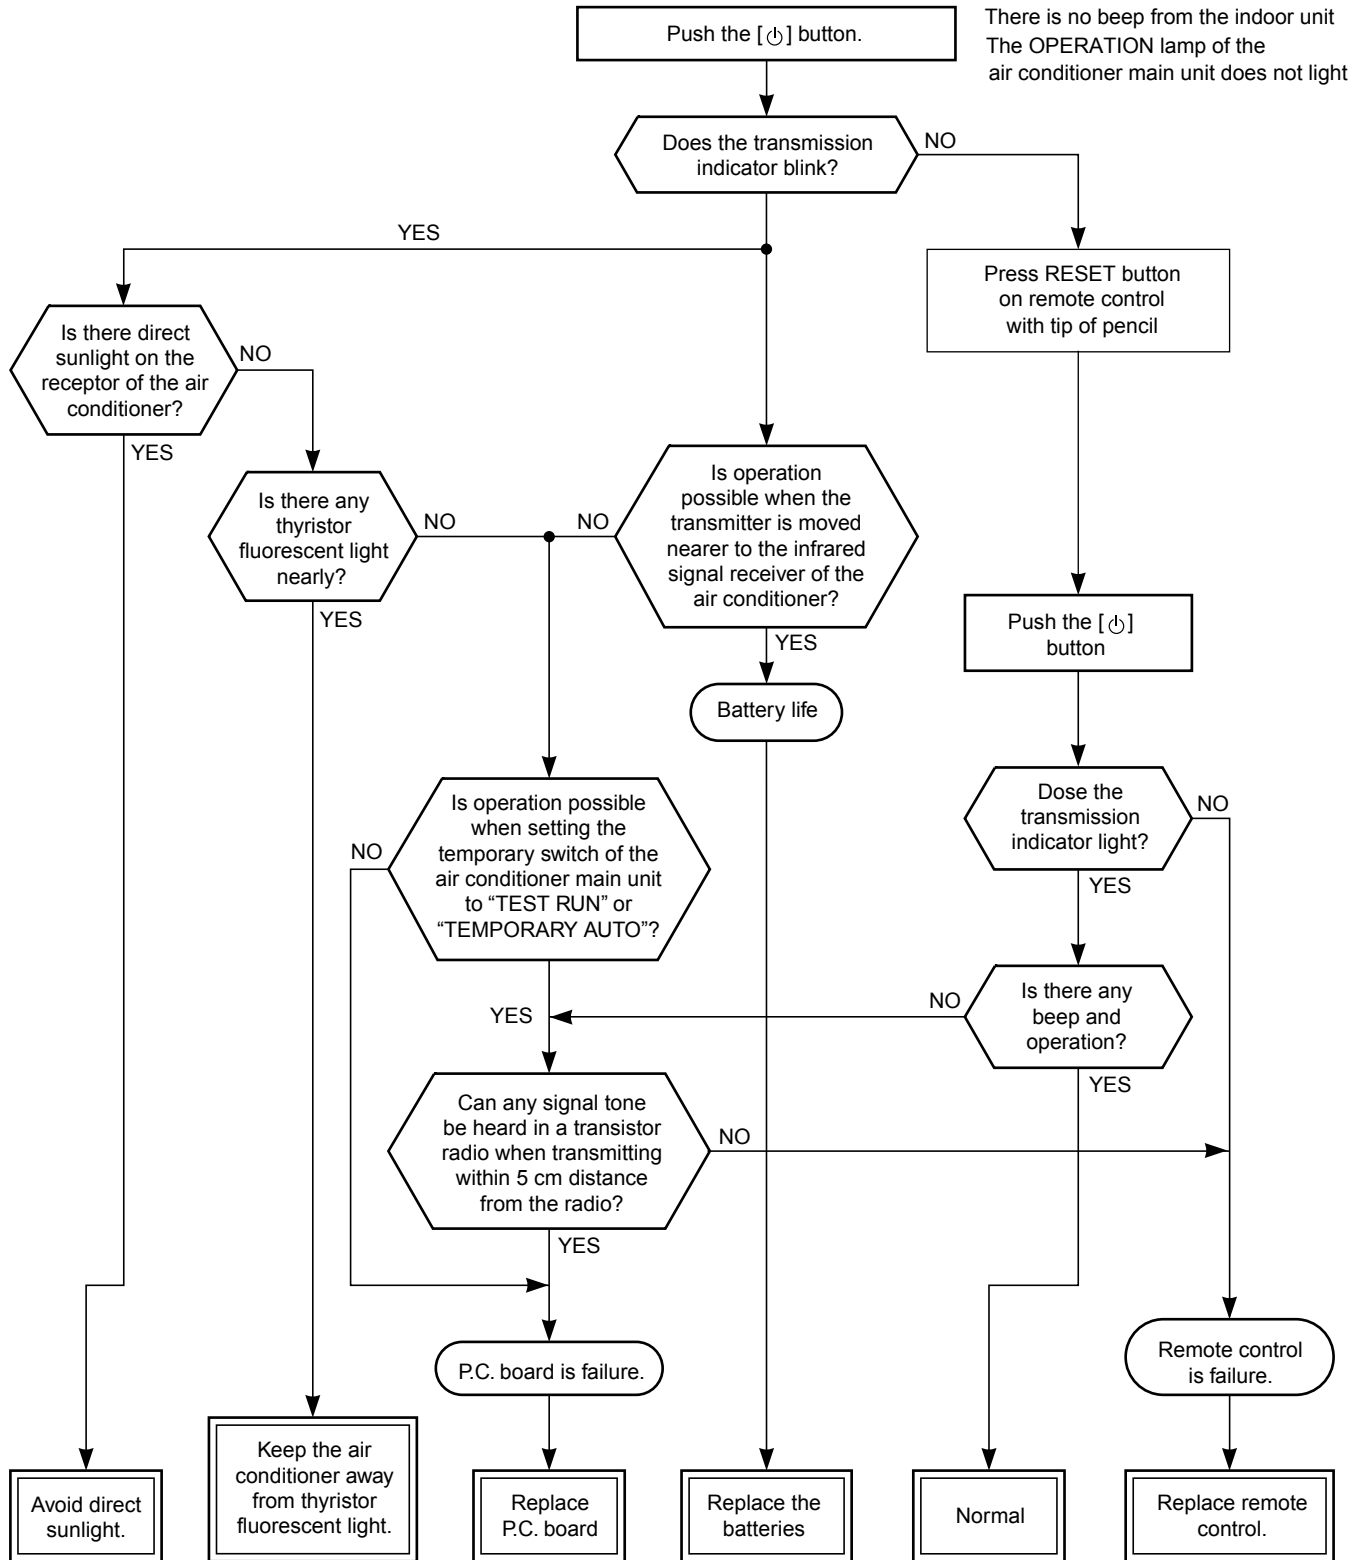 Push the [⏻] button.
There is no beep from the indoor unit
The OPERATION lamp of the
air conditioner main unit does not light
Does the transmission
indicator blink?
NO
YES
Press RESET button
on remote control
with tip of pencil
Is there direct
sunlight on the
receptor of the air
conditioner?
NO
YES
Is there any
thyristor
fluorescent light
nearly?
NO
YES
NO
Is operation
possible when the
transmitter is moved
nearer to the infrared
signal receiver of the
air conditioner?
YES
Push the [⏻]
button
Battery life
Is operation possible
when setting the
temporary switch of the
air conditioner main unit
to “TEST RUN” or
“TEMPORARY AUTO”?
NO
YES
Dose the
transmission
indicator light?
NO
YES
Is there any
beep and
operation?
NO
YES
Can any signal tone
be heard in a transistor
radio when transmitting
within 5 cm distance
from the radio?
NO
YES
P.C. board is failure.
Remote control
is failure.
Avoid direct
sunlight.
Keep the air
conditioner away
from thyristor
fluorescent light.
Replace
P.C. board
Replace the
batteries
Normal
Replace remote
control.